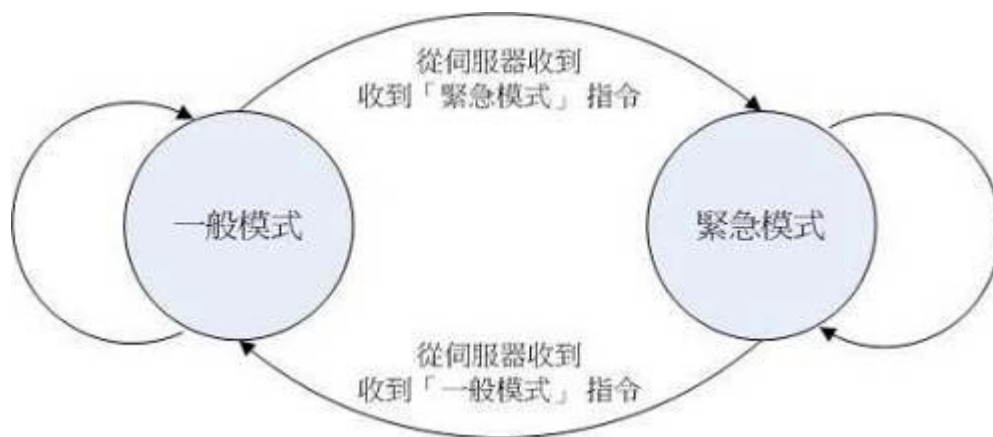 從伺服器收到
收到「緊急模式」 指令
一般模式
緊急模式
從伺服器收到
收到「一般模式」 指令